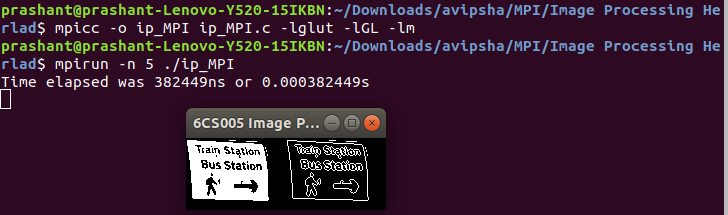 prashant@prashant-Lenovo-Y520-15IKBN:~/Downloads/avipsha/MPI/Image Processing He
rlad$ mpicc -o ip_MPI ip_MPI.c -lglut -lGL -lm
prashant@prashant-Lenovo-Y520-15IKBN:~/Downloads/avipsha/MPI/Image Processing He
rlad$ mpirun -n 5 ./ip_MPI
Time elapsed was 382449ns or 0.000382449s
6CS005 Image P...
Train Station
Bus Station
Train Station
Bus Station